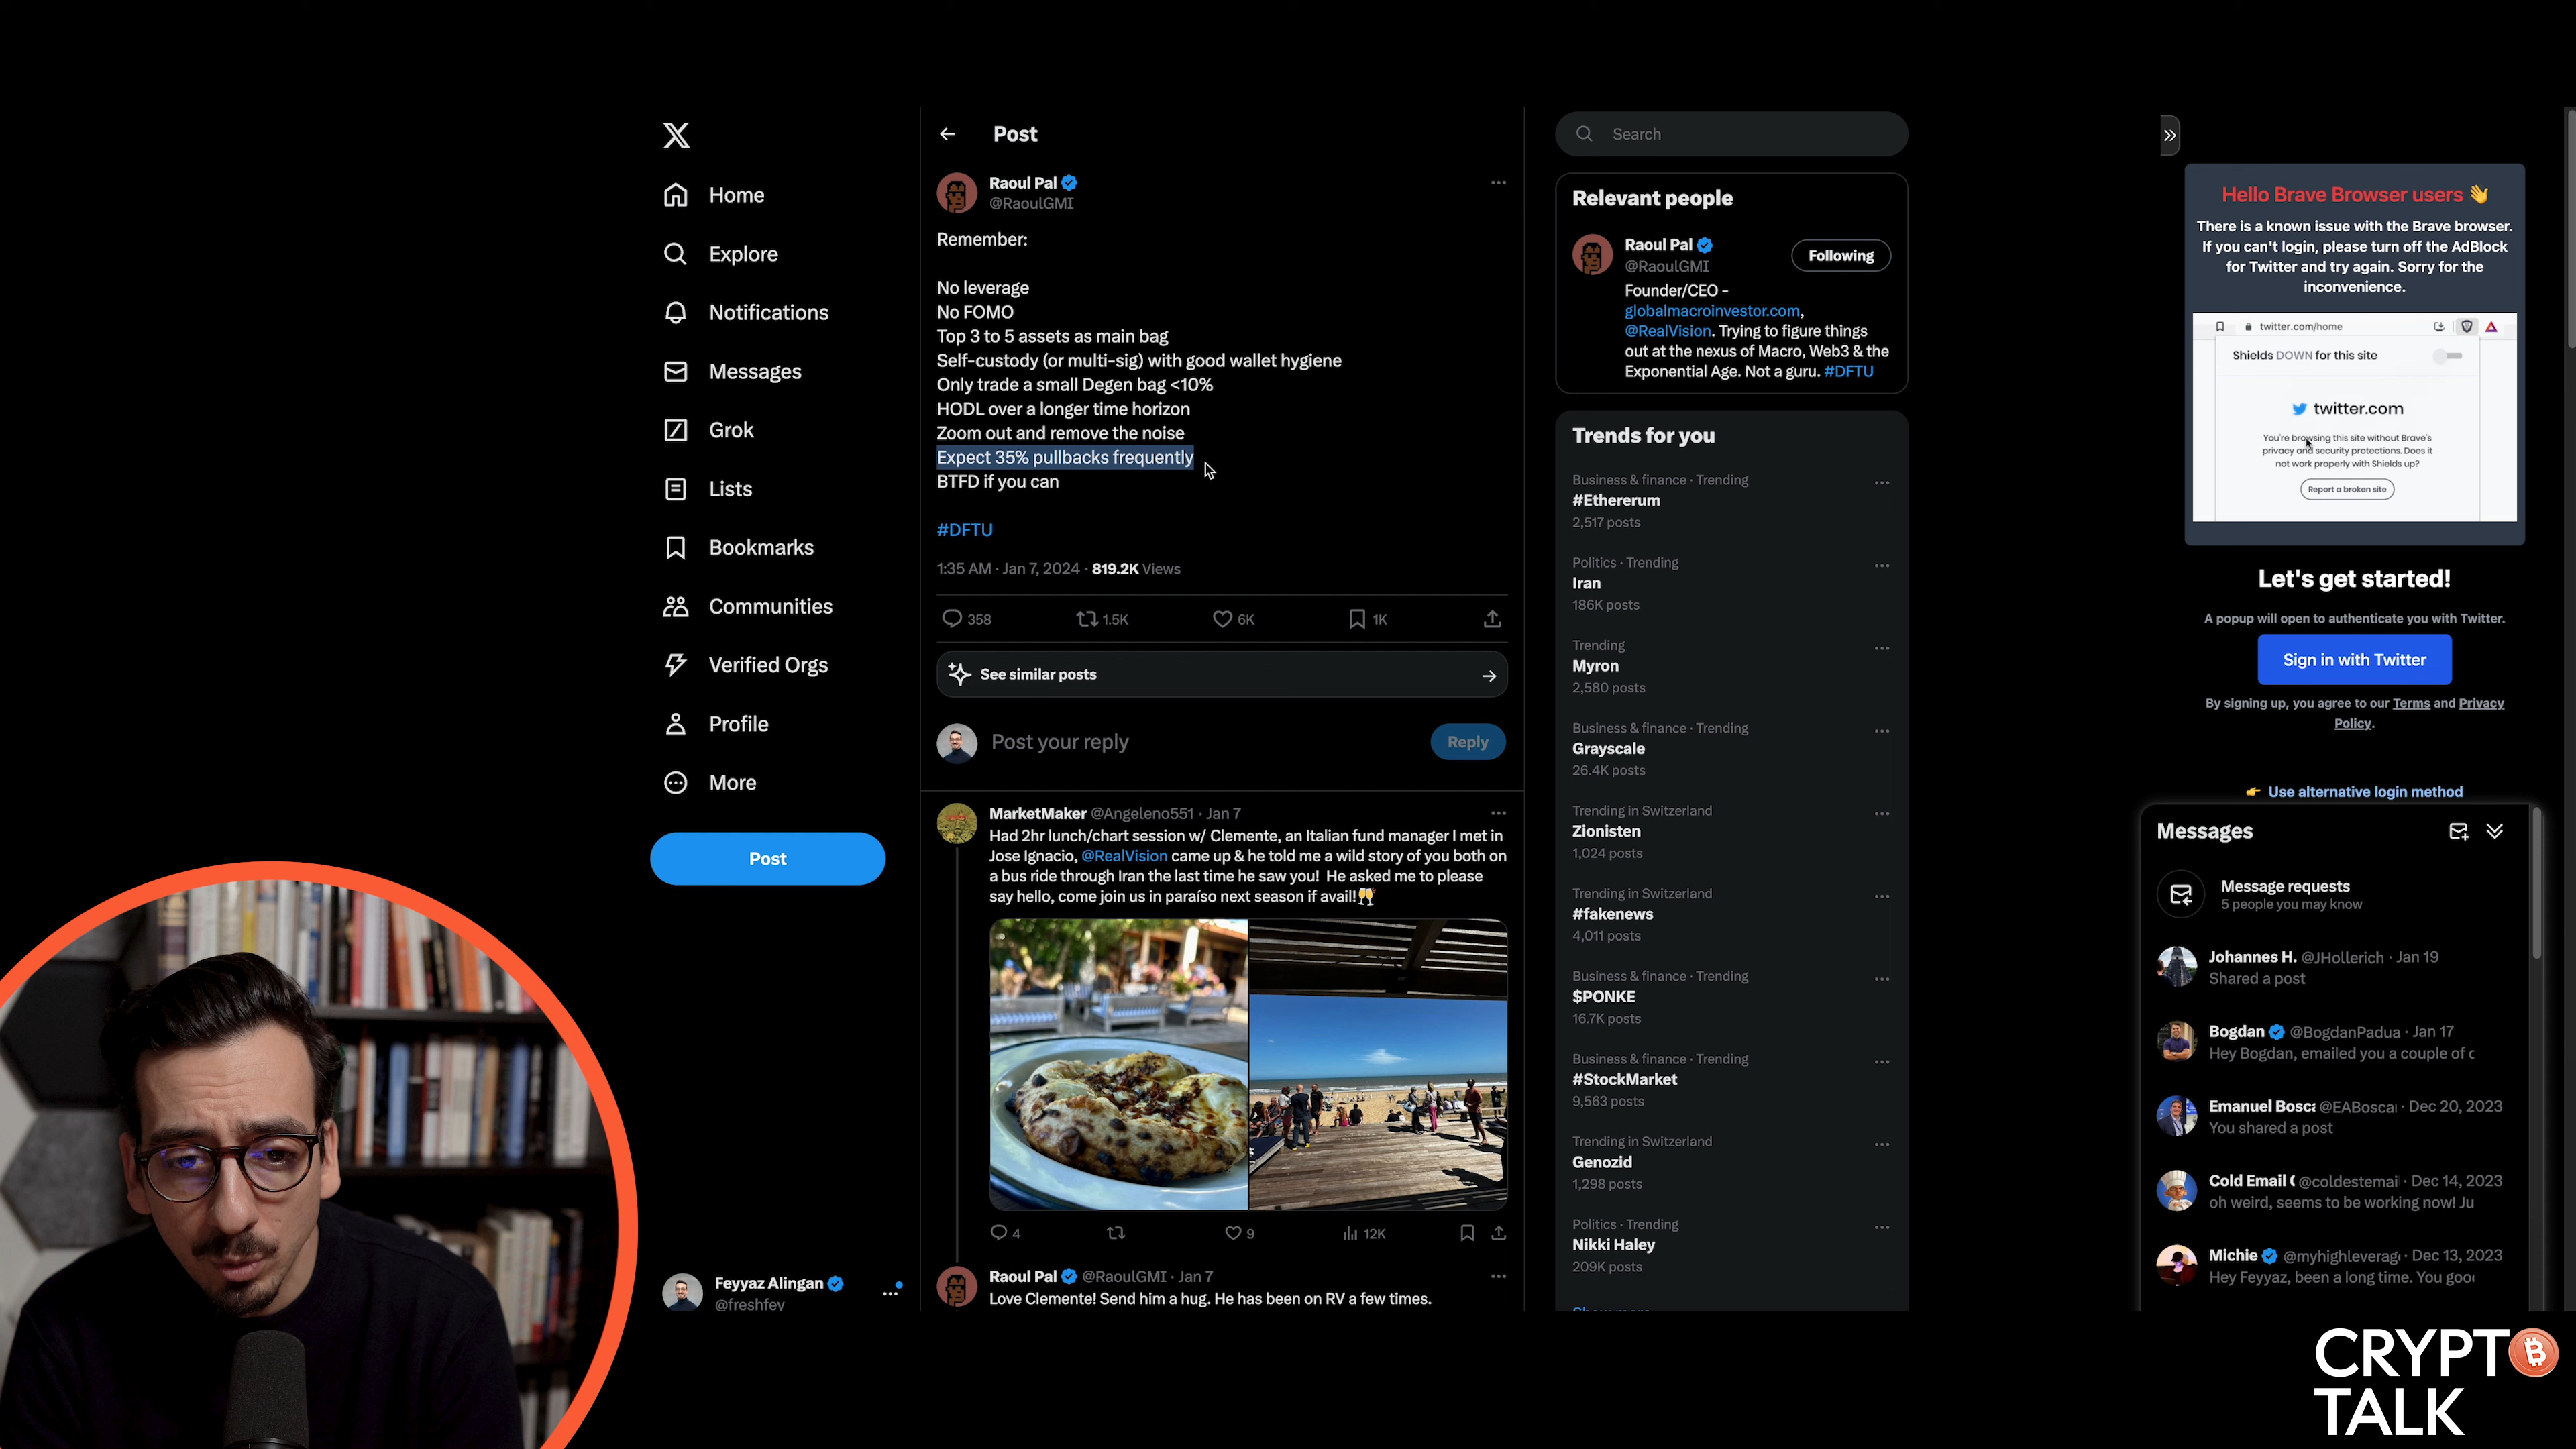 Home
Explore
Notifications
Messages
Grok
Lists
Bookmarks
Communities
Verified Orgs
Profile
More
Post
Feyyaz Alingan
@freshfev
Post
Raoul Pal
@RaoulGMI
Remember:
No leverage
No FOMO
Top 3 to 5 assets as main bag
Self-custody (or multi-sig) with good wallet hygiene
Only trade a small Degen bag <10%
HODL over a longer time horizon
Zoom out and remove the noise
Expect 35% pullbacks frequently
BTFD if you can
#DFTU
1:35 AM · Jan 7, 2024 · 819.2K Views
358 1.5K 6K 1K
See similar posts
Post your reply
Reply
MarketMaker @Angeleno551 · Jan 7
Had 2hr lunch/chart session w/ Clemente, an Italian fund manager I met in
Jose Ignacio, @RealVision came up & he told me a wild story of you both on
a bus ride through Iran the last time he saw you! He asked me to please
say hello, come join us in paraíso next season if avail!🥂
4 9 12K
Raoul Pal @RaoulGMI · Jan 7
Love Clemente! Send him a hug. He has been on RV a few times.
Search
Relevant people
Raoul Pal
@RaoulGMI
Following
Founder/CEO -
globalmacroinvestor.com,
@RealVision. Trying to figure things
out at the nexus of Macro, Web3 & the
Exponential Age. Not a guru. #DFTU
Trends for you
Business & finance · Trending
#Ethererum
2,517 posts
Politics · Trending
Iran
186K posts
Trending
Myron
2,580 posts
Business & finance · Trending
Grayscale
26.4K posts
Trending in Switzerland
Zionisten
1,024 posts
Trending in Switzerland
#fakenews
4,011 posts
Business & finance · Trending
$PONKE
16.7K posts
Business & finance · Trending
#StockMarket
9,563 posts
Trending in Switzerland
Genozid
1,298 posts
Politics · Trending
Nikki Haley
209K posts
Hello Brave Browser users 👋
There is a known issue with the Brave browser.
If you can't login, please turn off the AdBlock
for Twitter and try again. Sorry for the
inconvenience.
twitter.com/home
Shields DOWN for this site
twitter.com
You're browsing this site without Brave's
privacy and security protections. Does it
not work properly with Shields up?
Report a broken site
Let's get started!
A popup will open to authenticate you with Twitter.
Sign in with Twitter
By signing up, you agree to our Terms and Privacy
Policy.
👉 Use alternative login method
Messages
Message requests
5 people you may know
Johannes H. @JHollerich · Jan 19
Shared a post
Bogdan @BogdanPadua · Jan 17
Hey Bogdan, emailed you a couple of
Emanuel @EABosca · Dec 20, 2023
You shared a post
Cold Email @coldestemai · Dec 14, 2023
oh weird, seems to be working now! Ju
Michie @myhighleverag · Dec 13, 2023
Hey Feyyaz, been a long time. You
CRYPTO
TALK